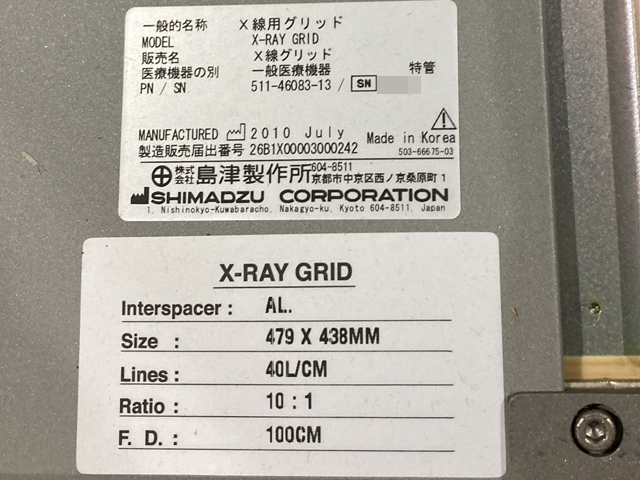 一般的名称 X線用グリッド
MODEL X-RAY GRID
販売名 X線グリッド
医療機器の別 一般医療機器 特管
PN / SN 511-46083-13 / SN
MANUFACTURED 2010 July
Made in Korea
製造販売届出番号 26B1X00003000242
503-66675-03
株式会社 島津製作所 604-8511 京都市中京区西ノ京桑原町1
SHIMADZU CORPORATION
1, Nishinokyo-Kuwabaracho, Nakagyo-ku, Kyoto 604-8511, Japan
X-RAY GRID
Interspacer : AL.
Size : 479 X 438MM
Lines : 40L/CM
Ratio : 10 : 1
F. D. : 100CM